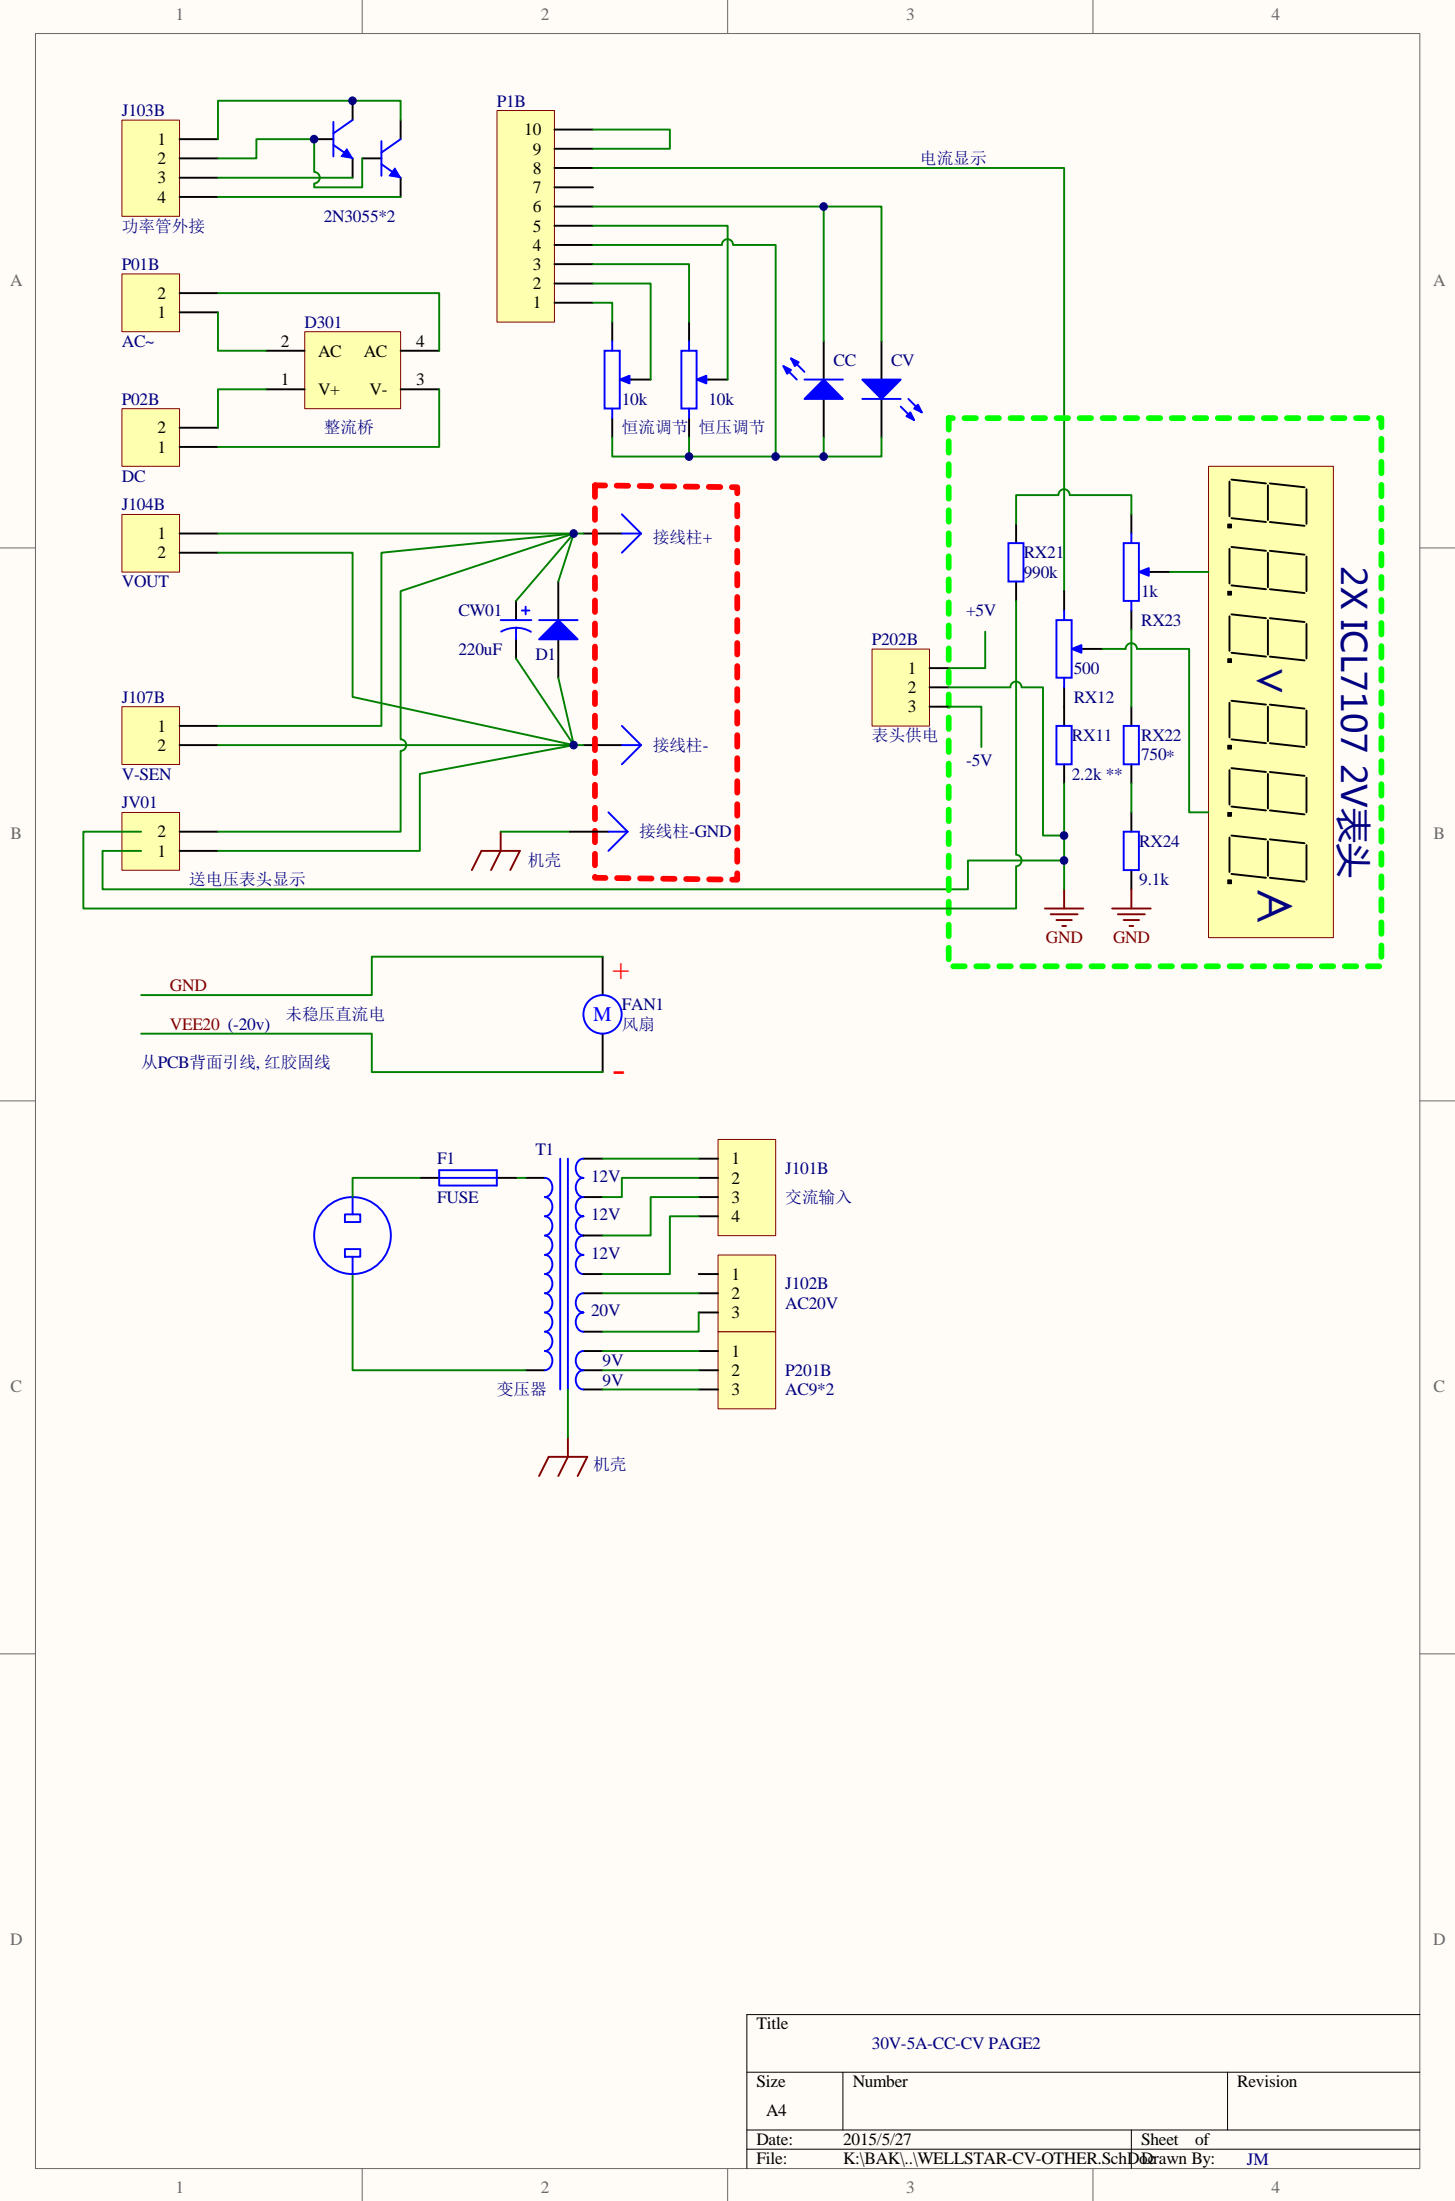 1 2 3 4
J103B
1
2
3
4
功率管外接
2N3055*2
P1B
10
9
8
7
6
5
4
3
2
1
电流显示
A A
P01B
2
1
AC~
D301
2 AC AC 4
1 V+ V- 3
整流桥
P02B
2
1
DC
10k
恒流调节
10k
恒压调节
CC
CV
J104B
1
2
VOUT
接线柱+
CW01
+
220uF
D1
J107B
1
2
V-SEN
接线柱-
JV01
2
1
送电压表头显示
接线柱-GND
机壳
B B
RX21
990k
1k
RX23
+5V
P202B
1
2
3
表头供电
-5V
500
RX12
RX11
2.2k **
RX22
750*
RX24
9.1k
GND
GND
V
A
2X ICL7107 2V表头
GND
未稳压直流电
VEE20 (-20v)
从PCB背面引线, 红胶固线
+
M
FAN1
风扇
-
F1
FUSE
T1
12V
12V
12V
20V
9V
9V
变压器
机壳
1
2
3
4
J101B
交流输入
1
2
3
J102B
AC20V
1
2
3
P201B
AC9*2
C C
D D
Title
30V-5A-CC-CV PAGE2
Size
A4
Number
Revision
Date: 2015/5/27 Sheet of
File: K:\BAK\..\WELLSTAR-CV-OTHER.SchDoc Drawn By: JM
1 2 3 4